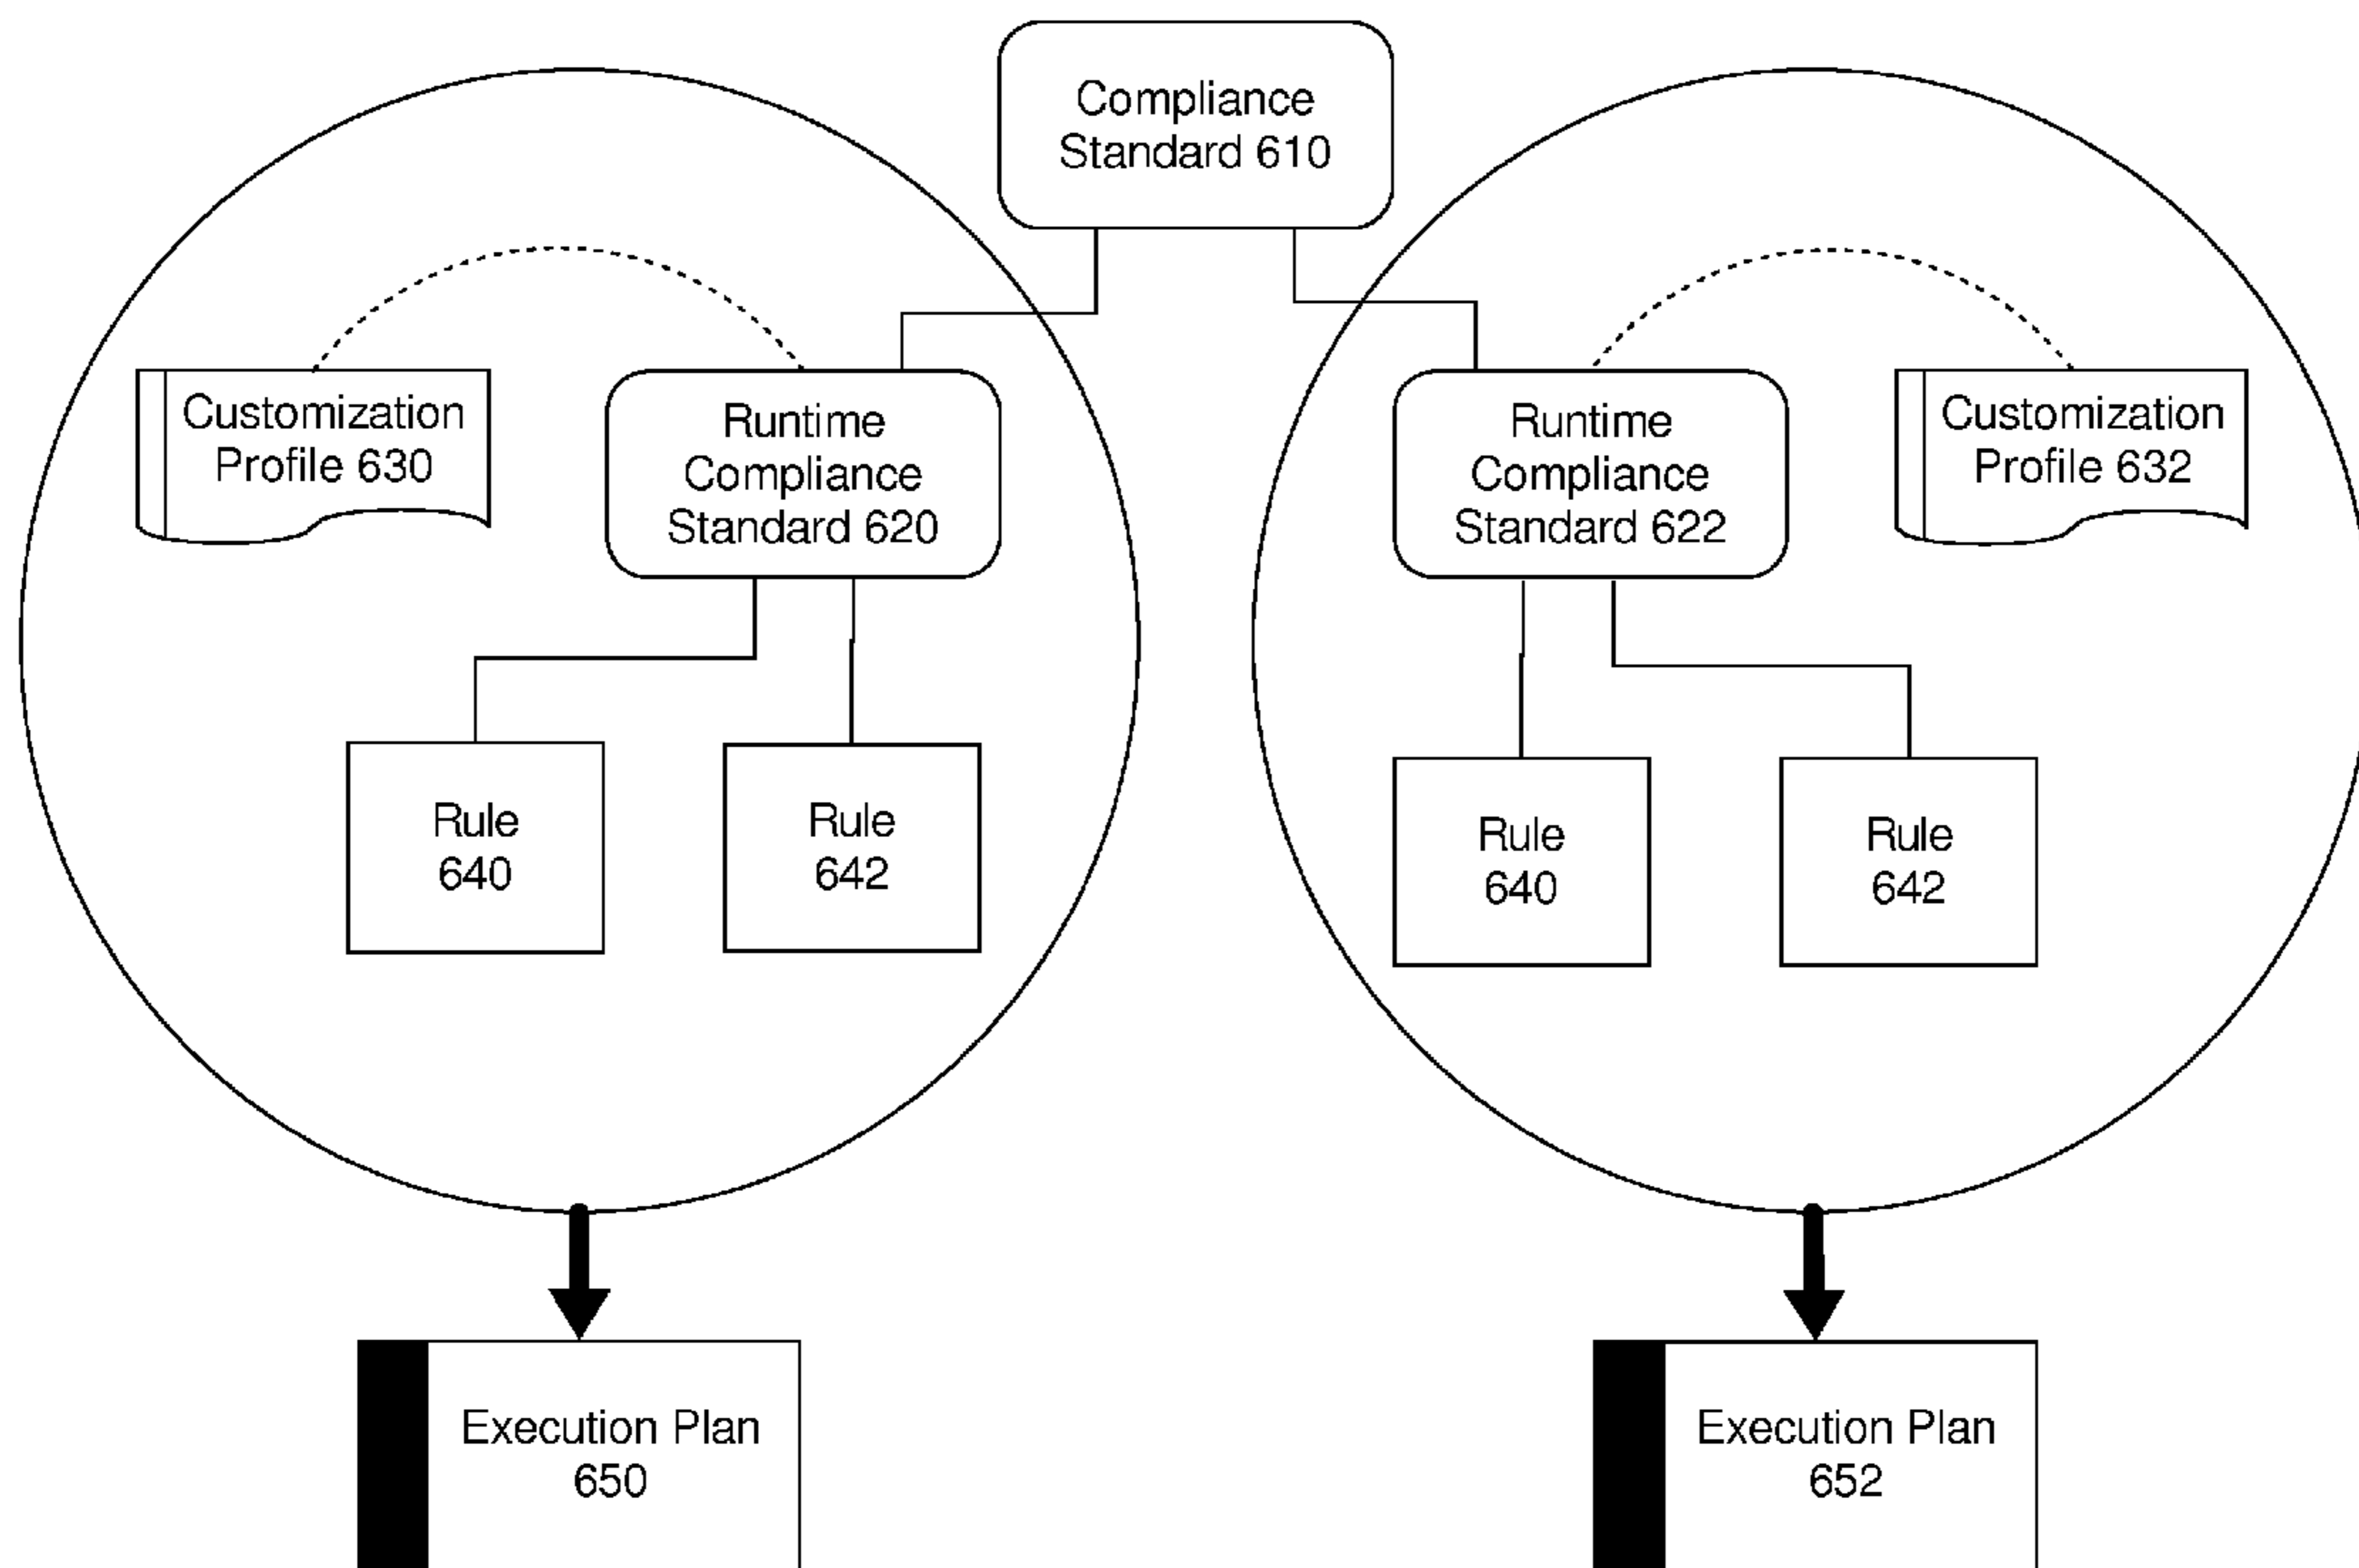 Compliance
Standard 610
Customization
Profile 630
Runtime
Compliance
Standard 620
Runtime
Compliance
Standard 622
Customization
Profile 632
Rule
640
Rule
642
Rule
640
Rule
642
Execution Plan
650
Execution Plan
652